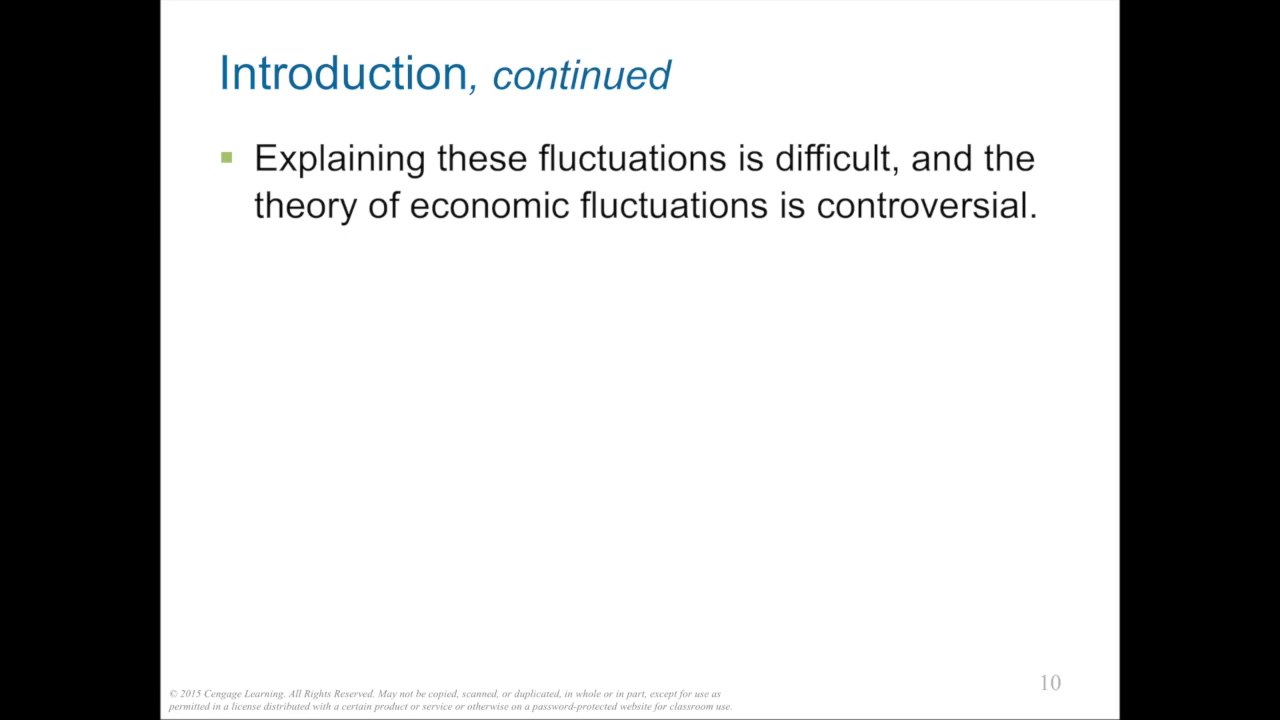 Introduction, continued
Explaining these fluctuations is difficult, and the
theory of economic fluctuations is controversial.
10
© 2015 Cengage Learning. All Rights Reserved. May not be copied, scanned, or duplicated, in whole or in part, except for use as
permitted in a license distributed with a certain product or service or otherwise on a password-protected website for classroom use.